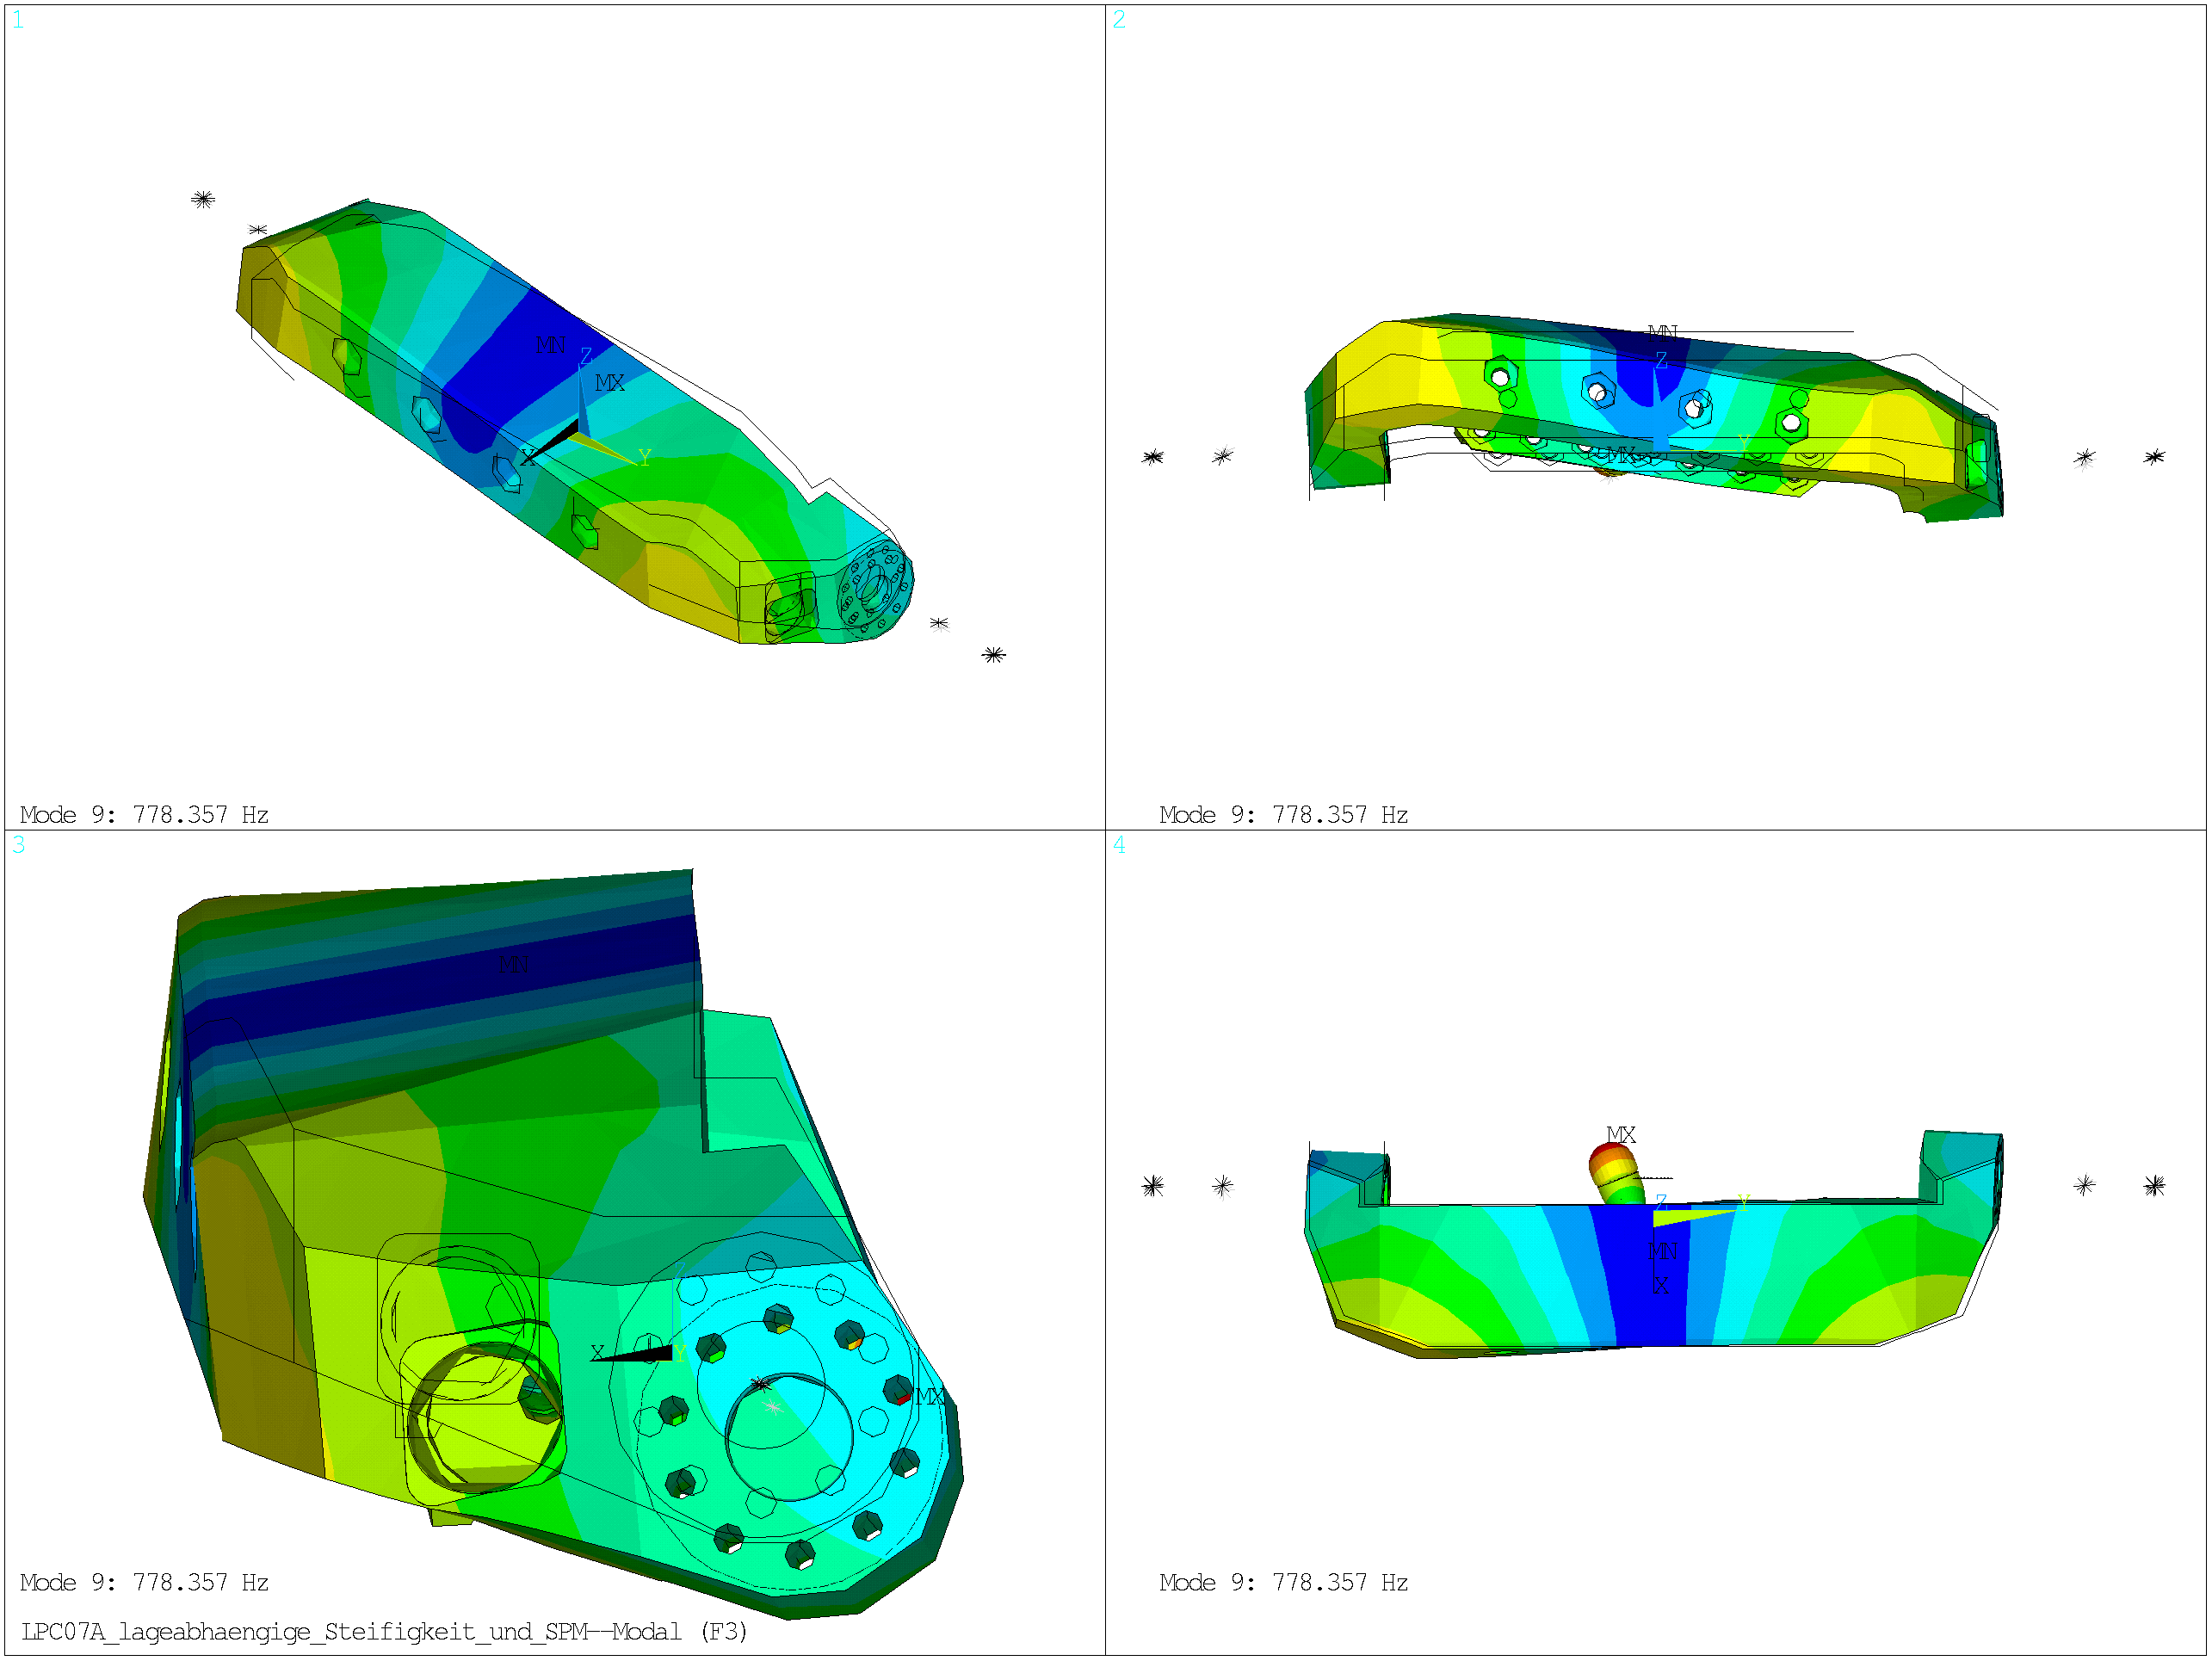 1
MN
Z
MX
X
Y
Mode 9: 778.357 Hz
2
MN
Z
Y
MX
Mode 9: 778.357 Hz
3
MN
Z
X
Y
MX
Mode 9: 778.357 Hz
LPC07A_lageabhaengige_Steifigkeit_und_SPM--Modal (F3)
4
MX
Z
Y
MN
X
Mode 9: 778.357 Hz